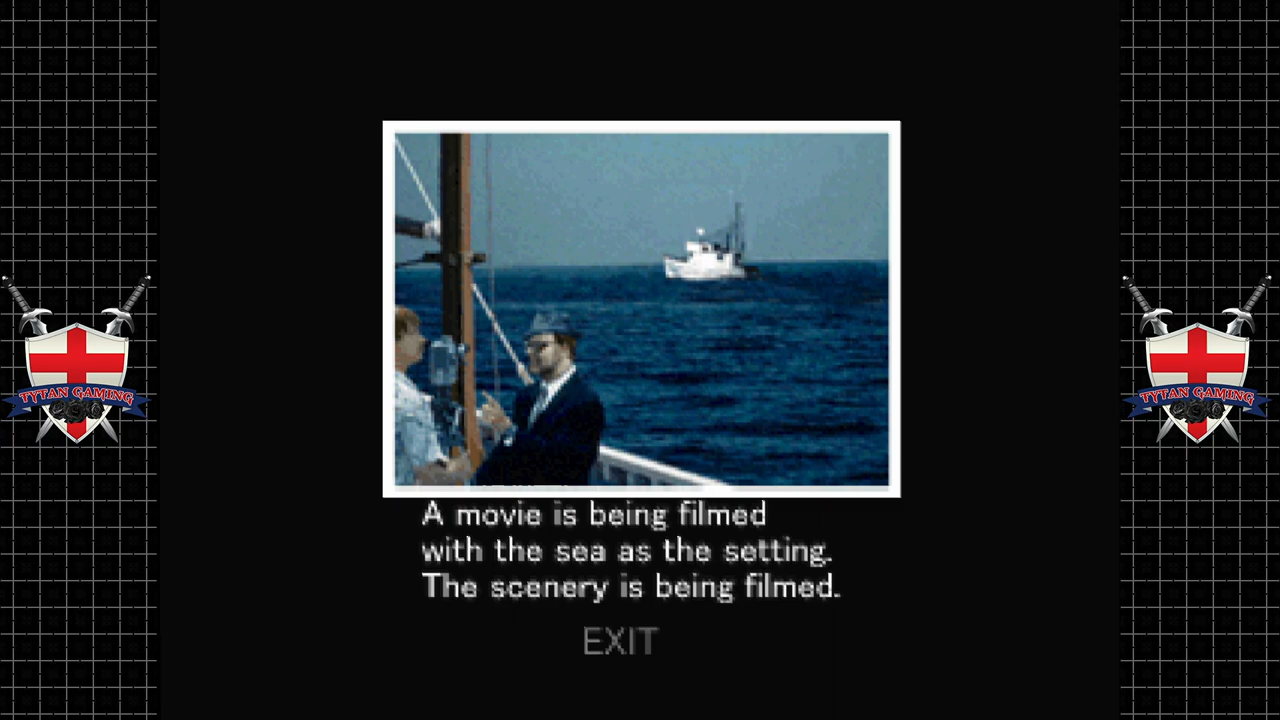 A movie is being filmed
with the sea as the setting.
The scenery is being filmed.
EXIT
TYTAN GAMING
TYTAN GAMING